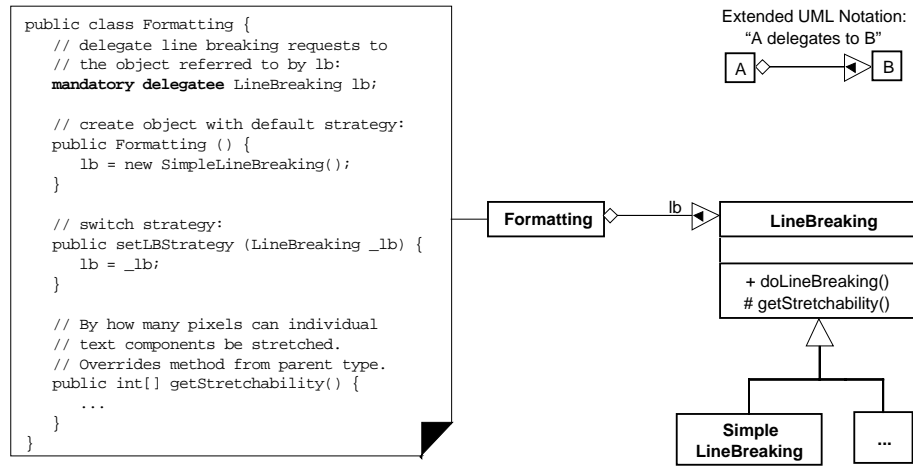 public class Formatting {
// delegate line breaking requests to
// the object referred to by lb:
mandatory delegatee LineBreaking lb;
// create object with default strategy:
public Formatting () {
lb = new SimpleLineBreaking();
}
// switch strategy:
public setLBStrategy (LineBreaking _lb) {
lb = _lb;
}
// By how many pixels can individual
// text components be stretched.
// Overrides method from parent type.
public int[] getStretchability() {
...
}
}
Extended UML Notation:
“A delegates to B”
A
B
Formatting
lb
LineBreaking
+ doLineBreaking()
# getStretchability()
Simple
LineBreaking
...